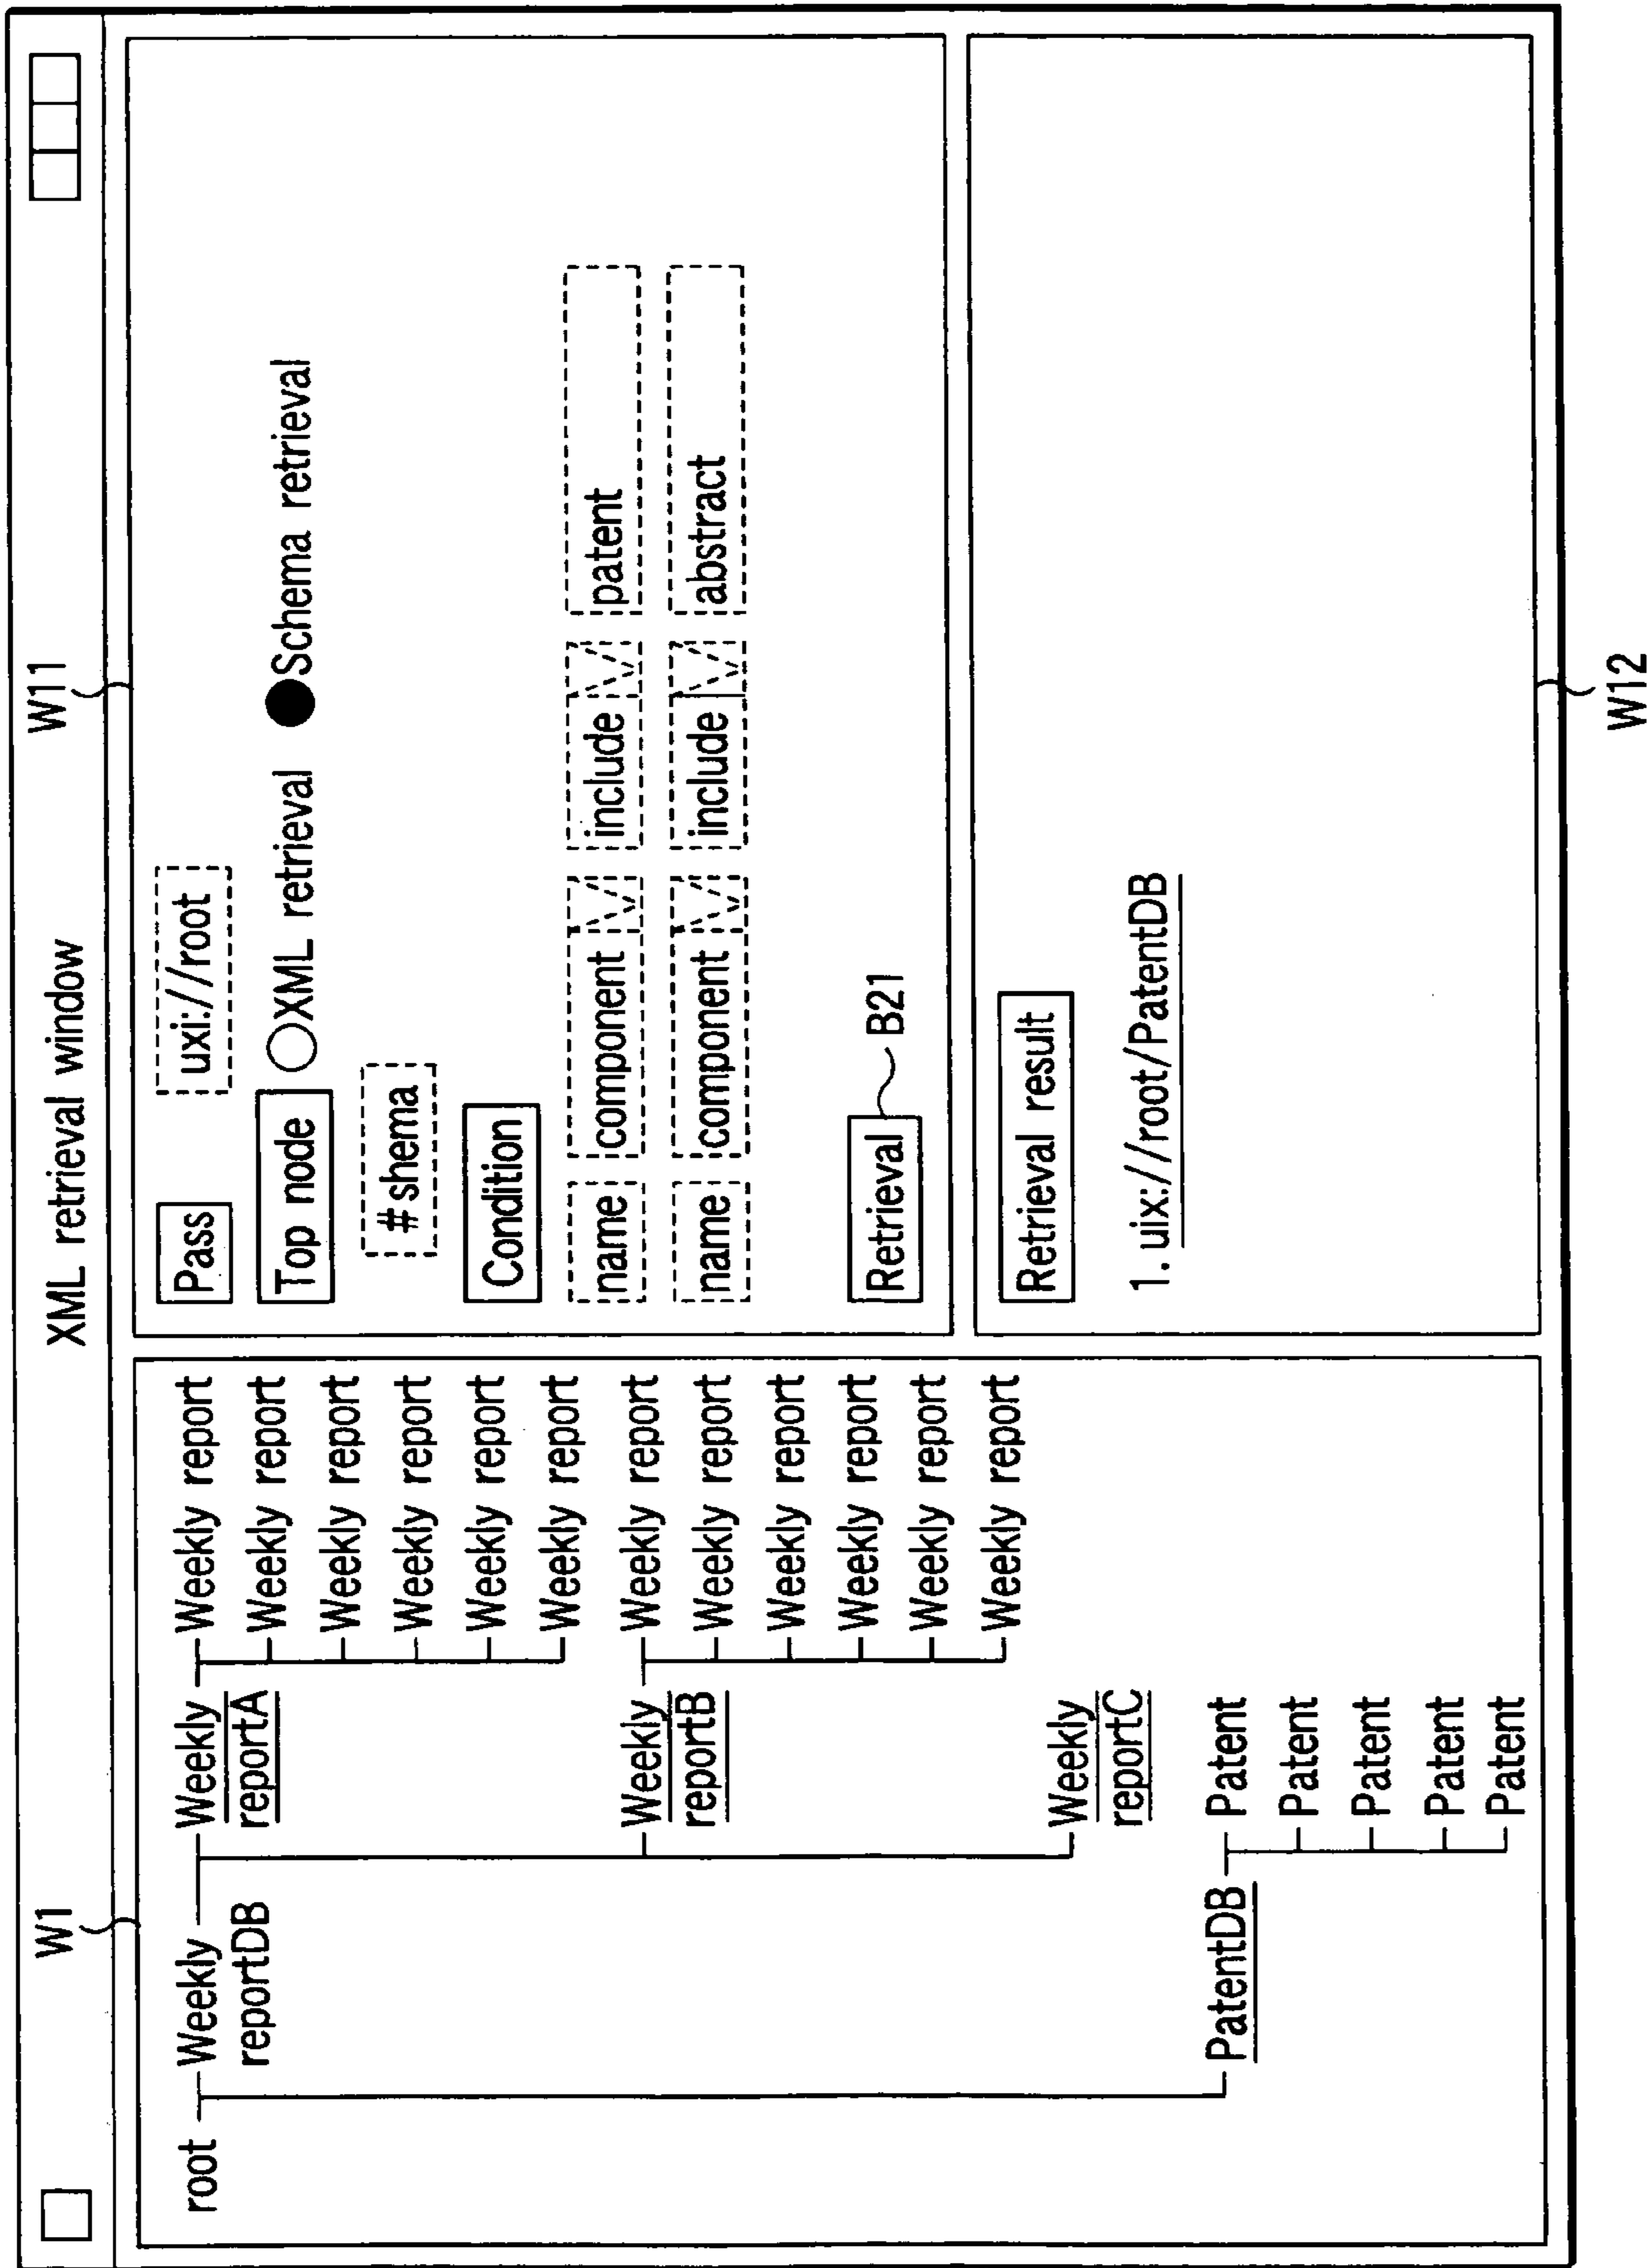 XML retrieval window
W1
W11
root
Weekly
reportDB
Weekly
reportA
Weekly report
Weekly report
Weekly report
Weekly report
Weekly report
Weekly report
Weekly
reportB
Weekly report
Weekly report
Weekly report
Weekly report
Weekly report
Weekly report
Weekly
reportC
PatentDB
Patent
Patent
Patent
Patent
Patent
Pass uxi://root
Top node XML retrieval Schema retrieval
#shema
Condition
name component include patent
name component include abstract
Retrieval B21
Retrieval result
1. uix://root/PatentDB
W12